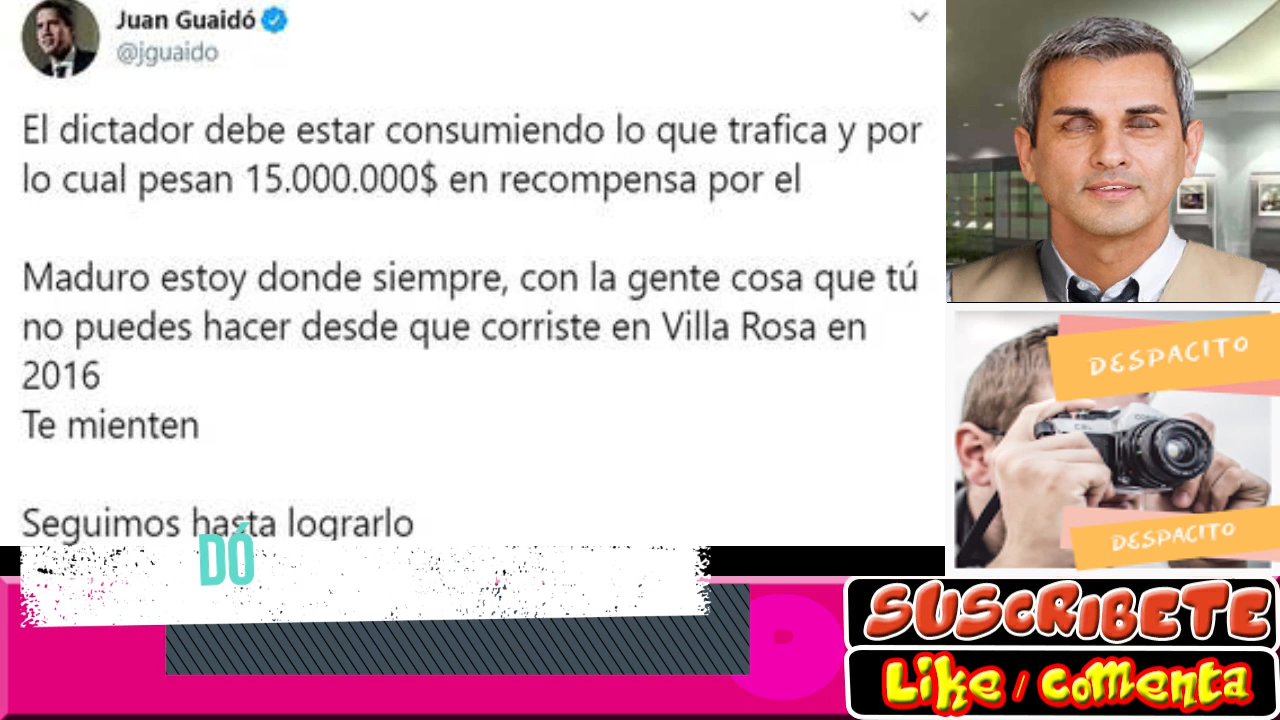 Juan Guaidó
@jguaido
El dictador debe estar consumiendo lo que trafica y por
lo cual pesan 15.000.000$ en recompensa por el
Maduro estoy donde siempre, con la gente cosa que tú
no puedes hacer desde que corriste en Villa Rosa en
2016
Te mienten
Seguimos hasta lograrlo
DÓ
DESPACITO
DESPACITO
SUSCRIBETE
Like / comenta